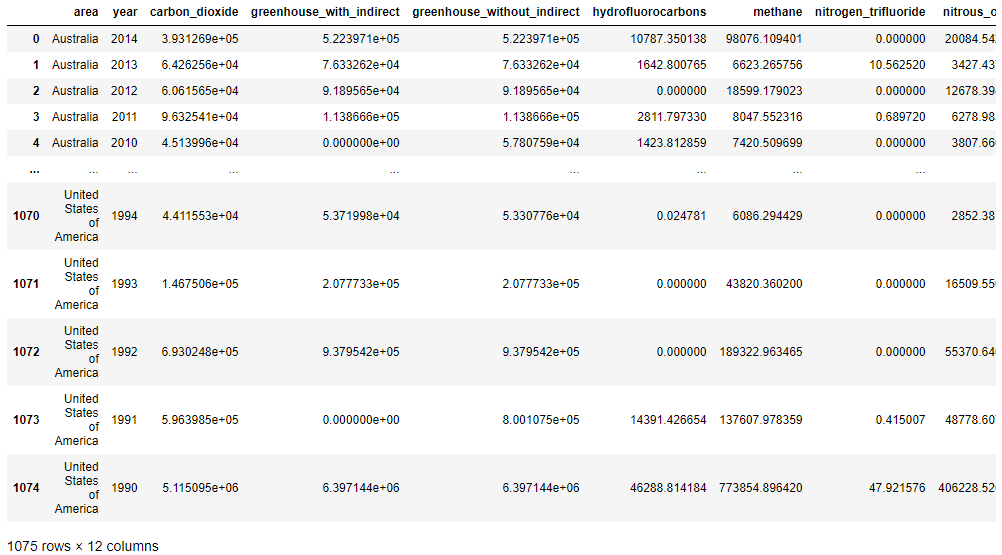 area year carbon_dioxide greenhouse_with_indirect greenhouse_without_indirect hydrofluorocarbons methane nitrogen_trifluoride nitrous_o
0 Australia 2014 3.931269e+05 5.223971e+05 5.223971e+05 10787.350138 98076.109401 0.000000 20084.54
1 Australia 2013 6.426256e+04 7.633262e+04 7.633262e+04 1642.800765 6623.265756 10.562520 3427.43
2 Australia 2012 6.061565e+04 9.189565e+04 9.189565e+04 0.000000 18599.179023 0.000000 12678.39
3 Australia 2011 9.632541e+04 1.138666e+05 1.138666e+05 2811.797330 8047.552316 0.689720 6278.98
4 Australia 2010 4.513996e+04 0.000000e+00 5.780759e+04 1423.812859 7420.509699 0.000000 3807.66
... ... ... ... ... ... ... ... ...
United
States
1070 of 1994 4.411553e+04 5.371998e+04 5.330776e+04 0.024781 6086.294429 0.000000 2852.38
America
United
States
1071 of 1993 1.467506e+05 2.077733e+05 2.077733e+05 0.000000 43820.360200 0.000000 16509.55
America
United
States
1072 of 1992 6.930248e+05 9.379542e+05 9.379542e+05 0.000000 189322.963465 0.000000 55370.64
America
United
States
1073 of 1991 5.963985e+05 0.000000e+00 8.001075e+05 14391.426654 137607.978359 0.415007 48778.60
America
United
States
1074 of 1990 5.115095e+06 6.397144e+06 6.397144e+06 46288.814184 773854.896420 47.921576 406228.52
America
1075 rows × 12 columns